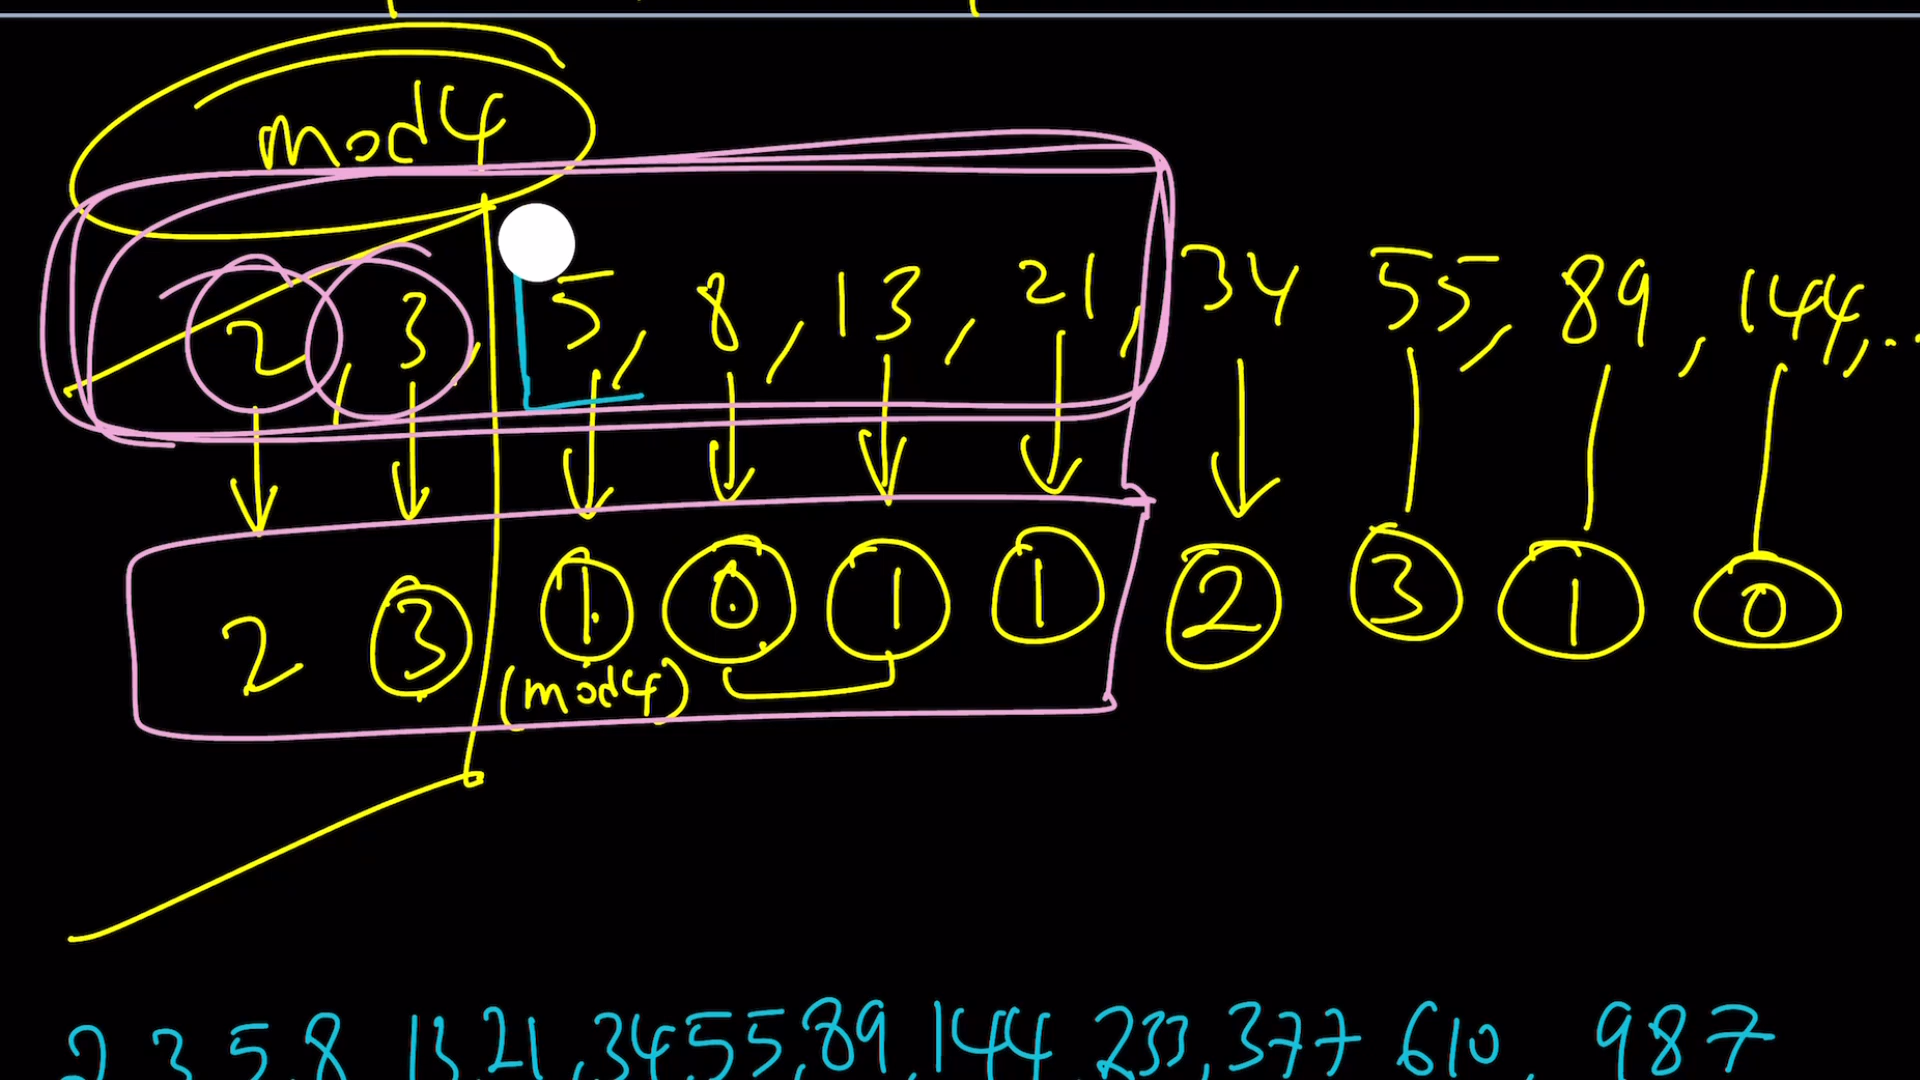 mod4
2, 3, 5, 8, 13, 21, 34 55, 89, 144, ...
2 3 1 0 1 1 2 3 1 0
(mod4)
2 3 5 8 13 21, 34 55, 89, 144, 233, 377 610, 987